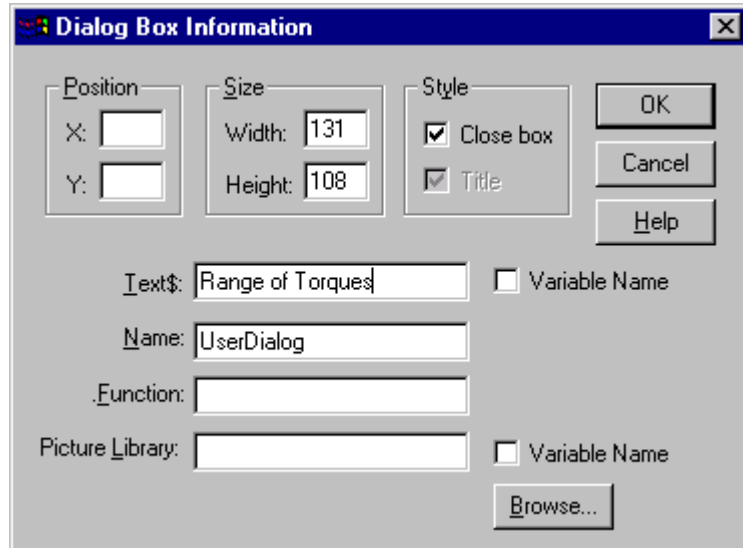 Dialog Box Information
Position
Size
Style
X:
Width: 131
Close box
OK
Y:
Height: 108
Title
Cancel
Help
Text$: Range of Torques
Variable Name
Name: UserDialog
.Function:
Picture Library:
Variable Name
Browse...